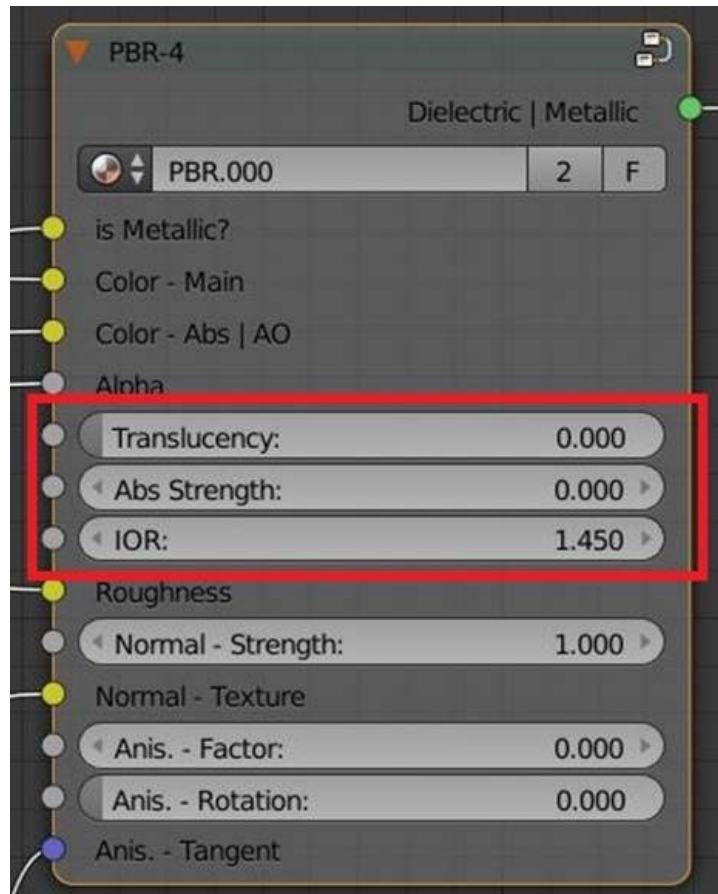 PBR-4
Dielectric | Metallic
PBR.000 2 F
is Metallic?
Color - Main
Color - Abs | AO
Alpha
Translucency: 0.000
Abs Strength: 0.000
IOR: 1.450
Roughness
Normal - Strength: 1.000
Normal - Texture
Anis. - Factor: 0.000
Anis. - Rotation: 0.000
Anis. - Tangent